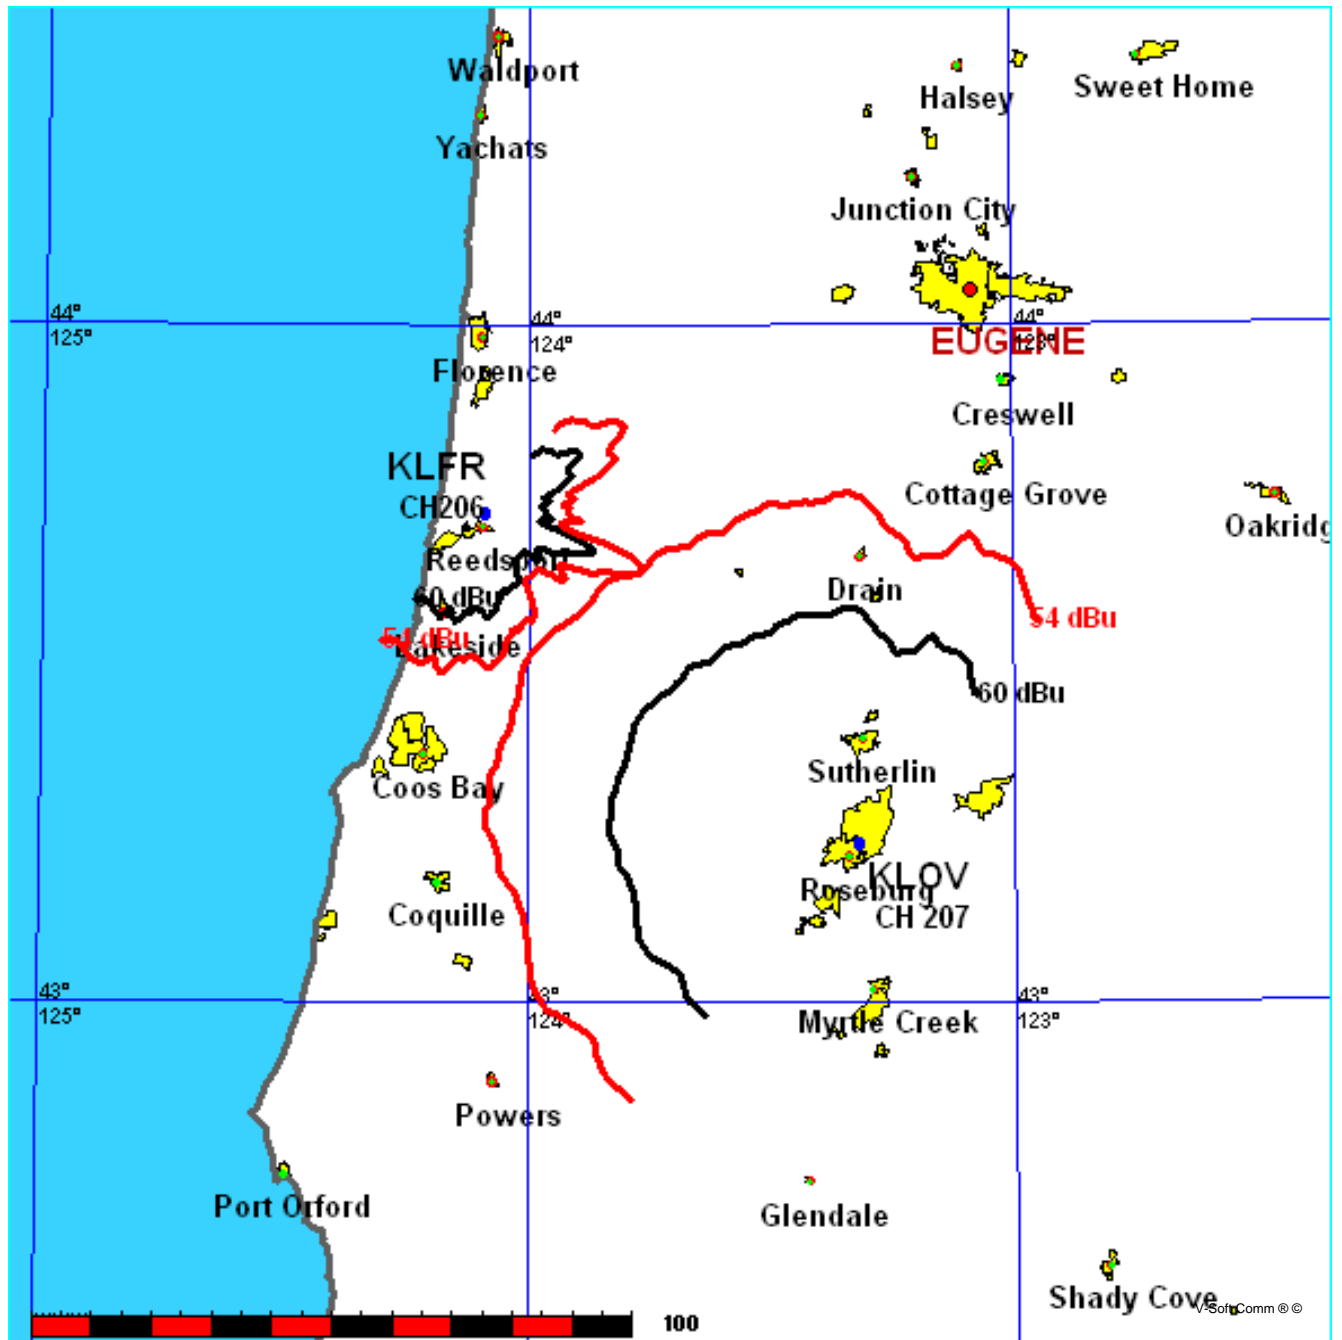 Waldport
Halsey
Sweet Home
Yachats
Junction City
44°
125°
44°
124°
44°
123°
EUGENE
Florence
Creswell
KLFR
CH206
Cottage Grove
Oakridg
Reedsport
60 dBu
Drain
54 dBu
54 dBu
Lakeside
60 dBu
Sutherlin
Coos Bay
KLOV
Roseburg
CH 207
Coquille
43°
125°
43°
124°
43°
123°
Myrtle Creek
Powers
Port Orford
Glendale
Shady Cove
V-Soft Comm ® ©
100